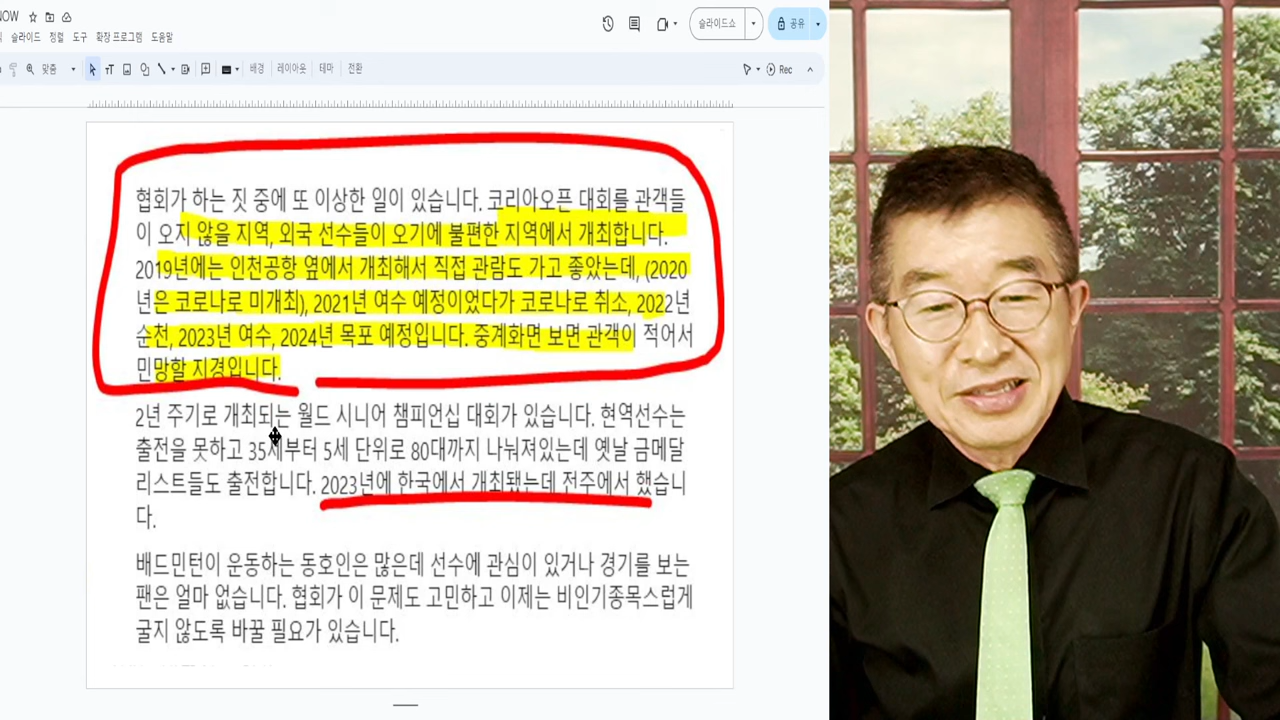 NOW
슬라이드 정렬 도구 확장 프로그램 도움말
슬라이드쇼
공유
맞춤
배경 레이아웃 테마 전환
Rec
협회가 하는 짓 중에 또 이상한 일이 있습니다. 코리아오픈 대회를 관객들
이 오지 않을 지역, 외국 선수들이 오기에 불편한 지역에서 개최합니다.
2019년에는 인천공항 옆에서 개최해서 직접 관람도 가고 좋았는데, (2020
년은 코로나로 미개최), 2021년 여수 예정이었다가 코로나로 취소, 2022년
순천, 2023년 여수, 2024년 목포 예정입니다. 중계화면 보면 관객이 적어서
민망할 지경입니다.
2년 주기로 개최되는 월드 시니어 챔피언십 대회가 있습니다. 현역선수는
출전을 못하고 35세부터 5세 단위로 80대까지 나눠져있는데 옛날 금메달
리스트들도 출전합니다. 2023년에 한국에서 개최됐는데 전주에서 했습니
다.
배드민턴이 운동하는 동호인은 많은데 선수에 관심이 있거나 경기를 보는
팬은 얼마 없습니다. 협회가 이 문제도 고민하고 이제는 비인기종목스럽게
굴지 않도록 바꿀 필요가 있습니다.